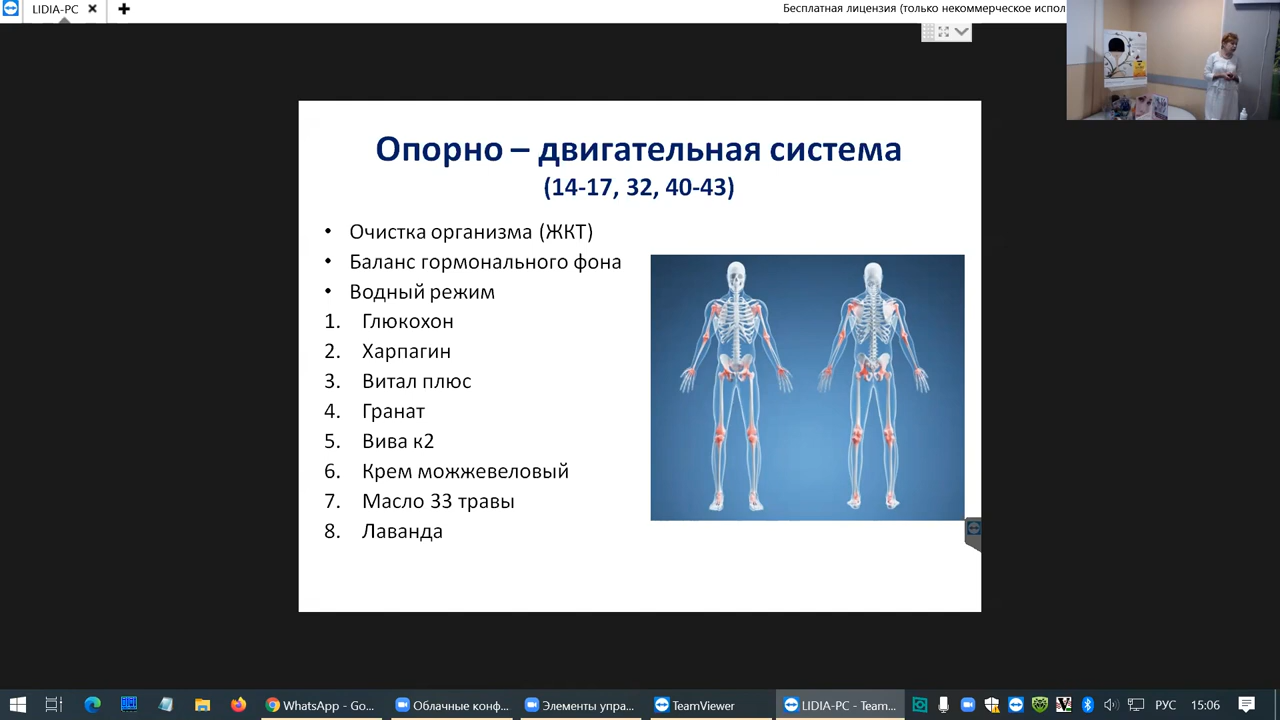 LIDIA-PC
Бесплатная лицензия (только некоммерческое испол
Опорно – двигательная система
(14-17, 32, 40-43)
• Очистка организма (ЖКТ)
• Баланс гормонального фона
• Водный режим
1. Глюкохон
2. Харпагин
3. Витал плюс
4. Гранат
5. Вива к2
6. Крем можжевеловый
7. Масло 33 травы
8. Лаванда
WhatsApp - Go...
Облачные конф...
Элементы упра...
TeamViewer
LIDIA-PC - Team...
РУС
15:06